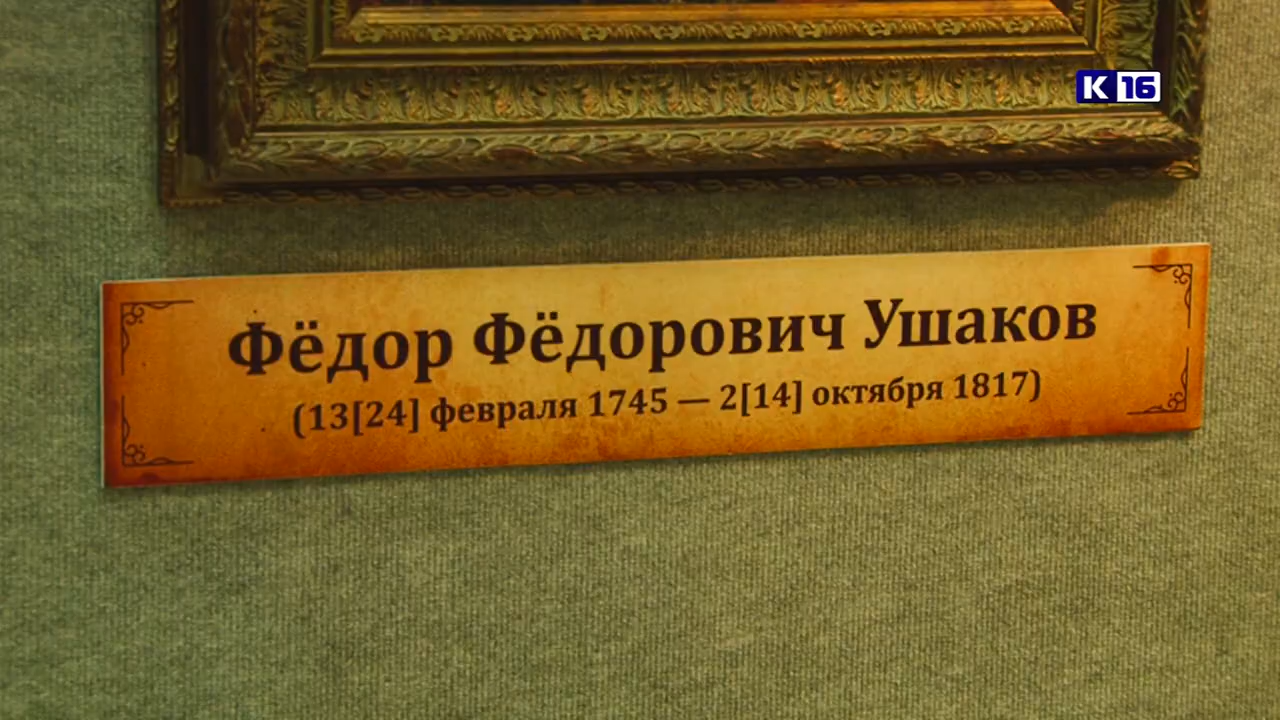 К 16
Фёдор Фёдорович Ушаков
(13[24] февраля 1745 — 2[14] октября 1817)